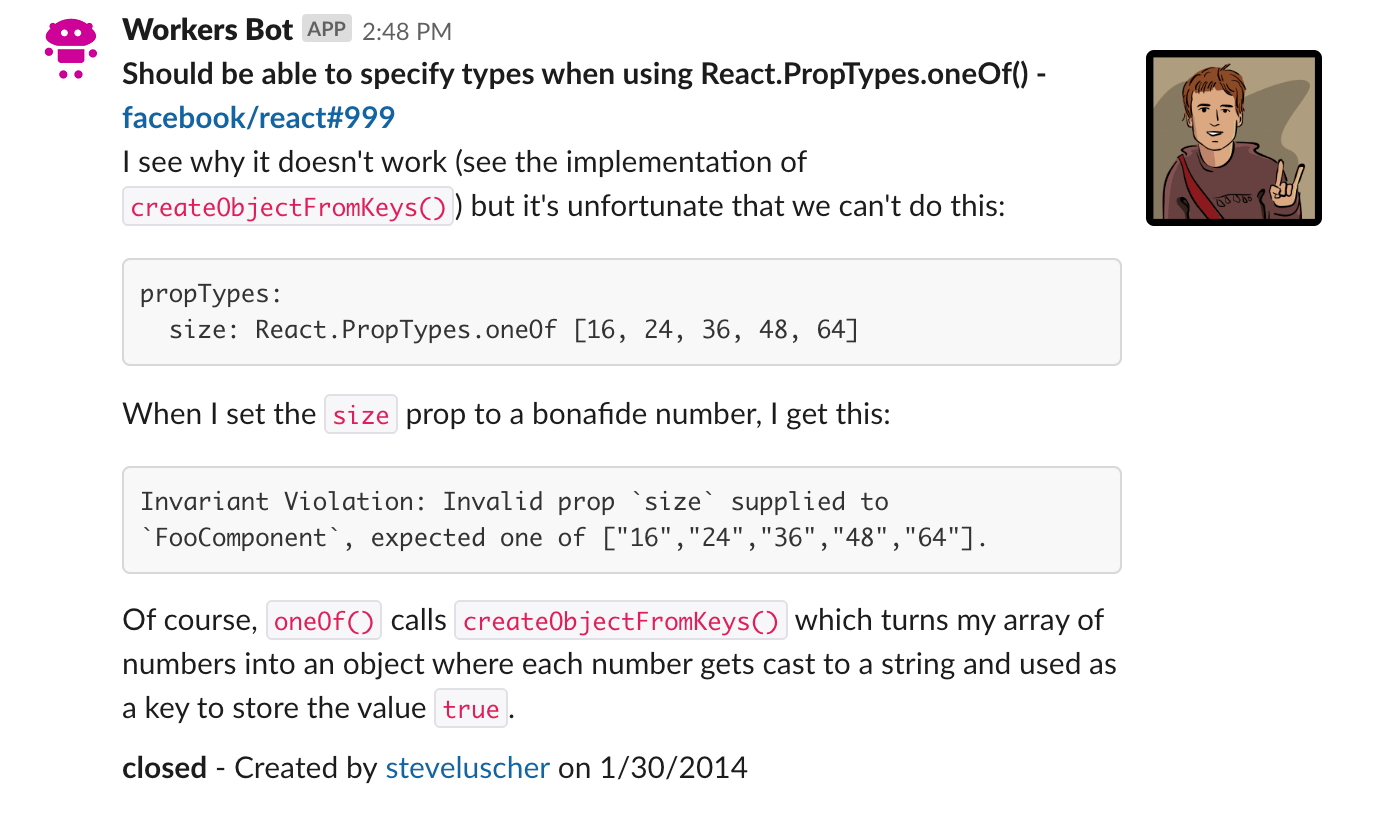 Workers Bot APP 2:48 PM
Should be able to specify types when using React.PropTypes.oneOf() -
facebook/react#999
I see why it doesn't work (see the implementation of
createObjectFromKeys()) but it's unfortunate that we can't do this:
propTypes:
  size: React.PropTypes.oneOf [16, 24, 36, 48, 64]
When I set the size prop to a bonafide number, I get this:
Invariant Violation: Invalid prop `size` supplied to
`FooComponent`, expected one of ["16","24","36","48","64"].
Of course, oneOf() calls createObjectFromKeys() which turns my array of
numbers into an object where each number gets cast to a string and used as
a key to store the value true.
closed - Created by steveluscher on 1/30/2014